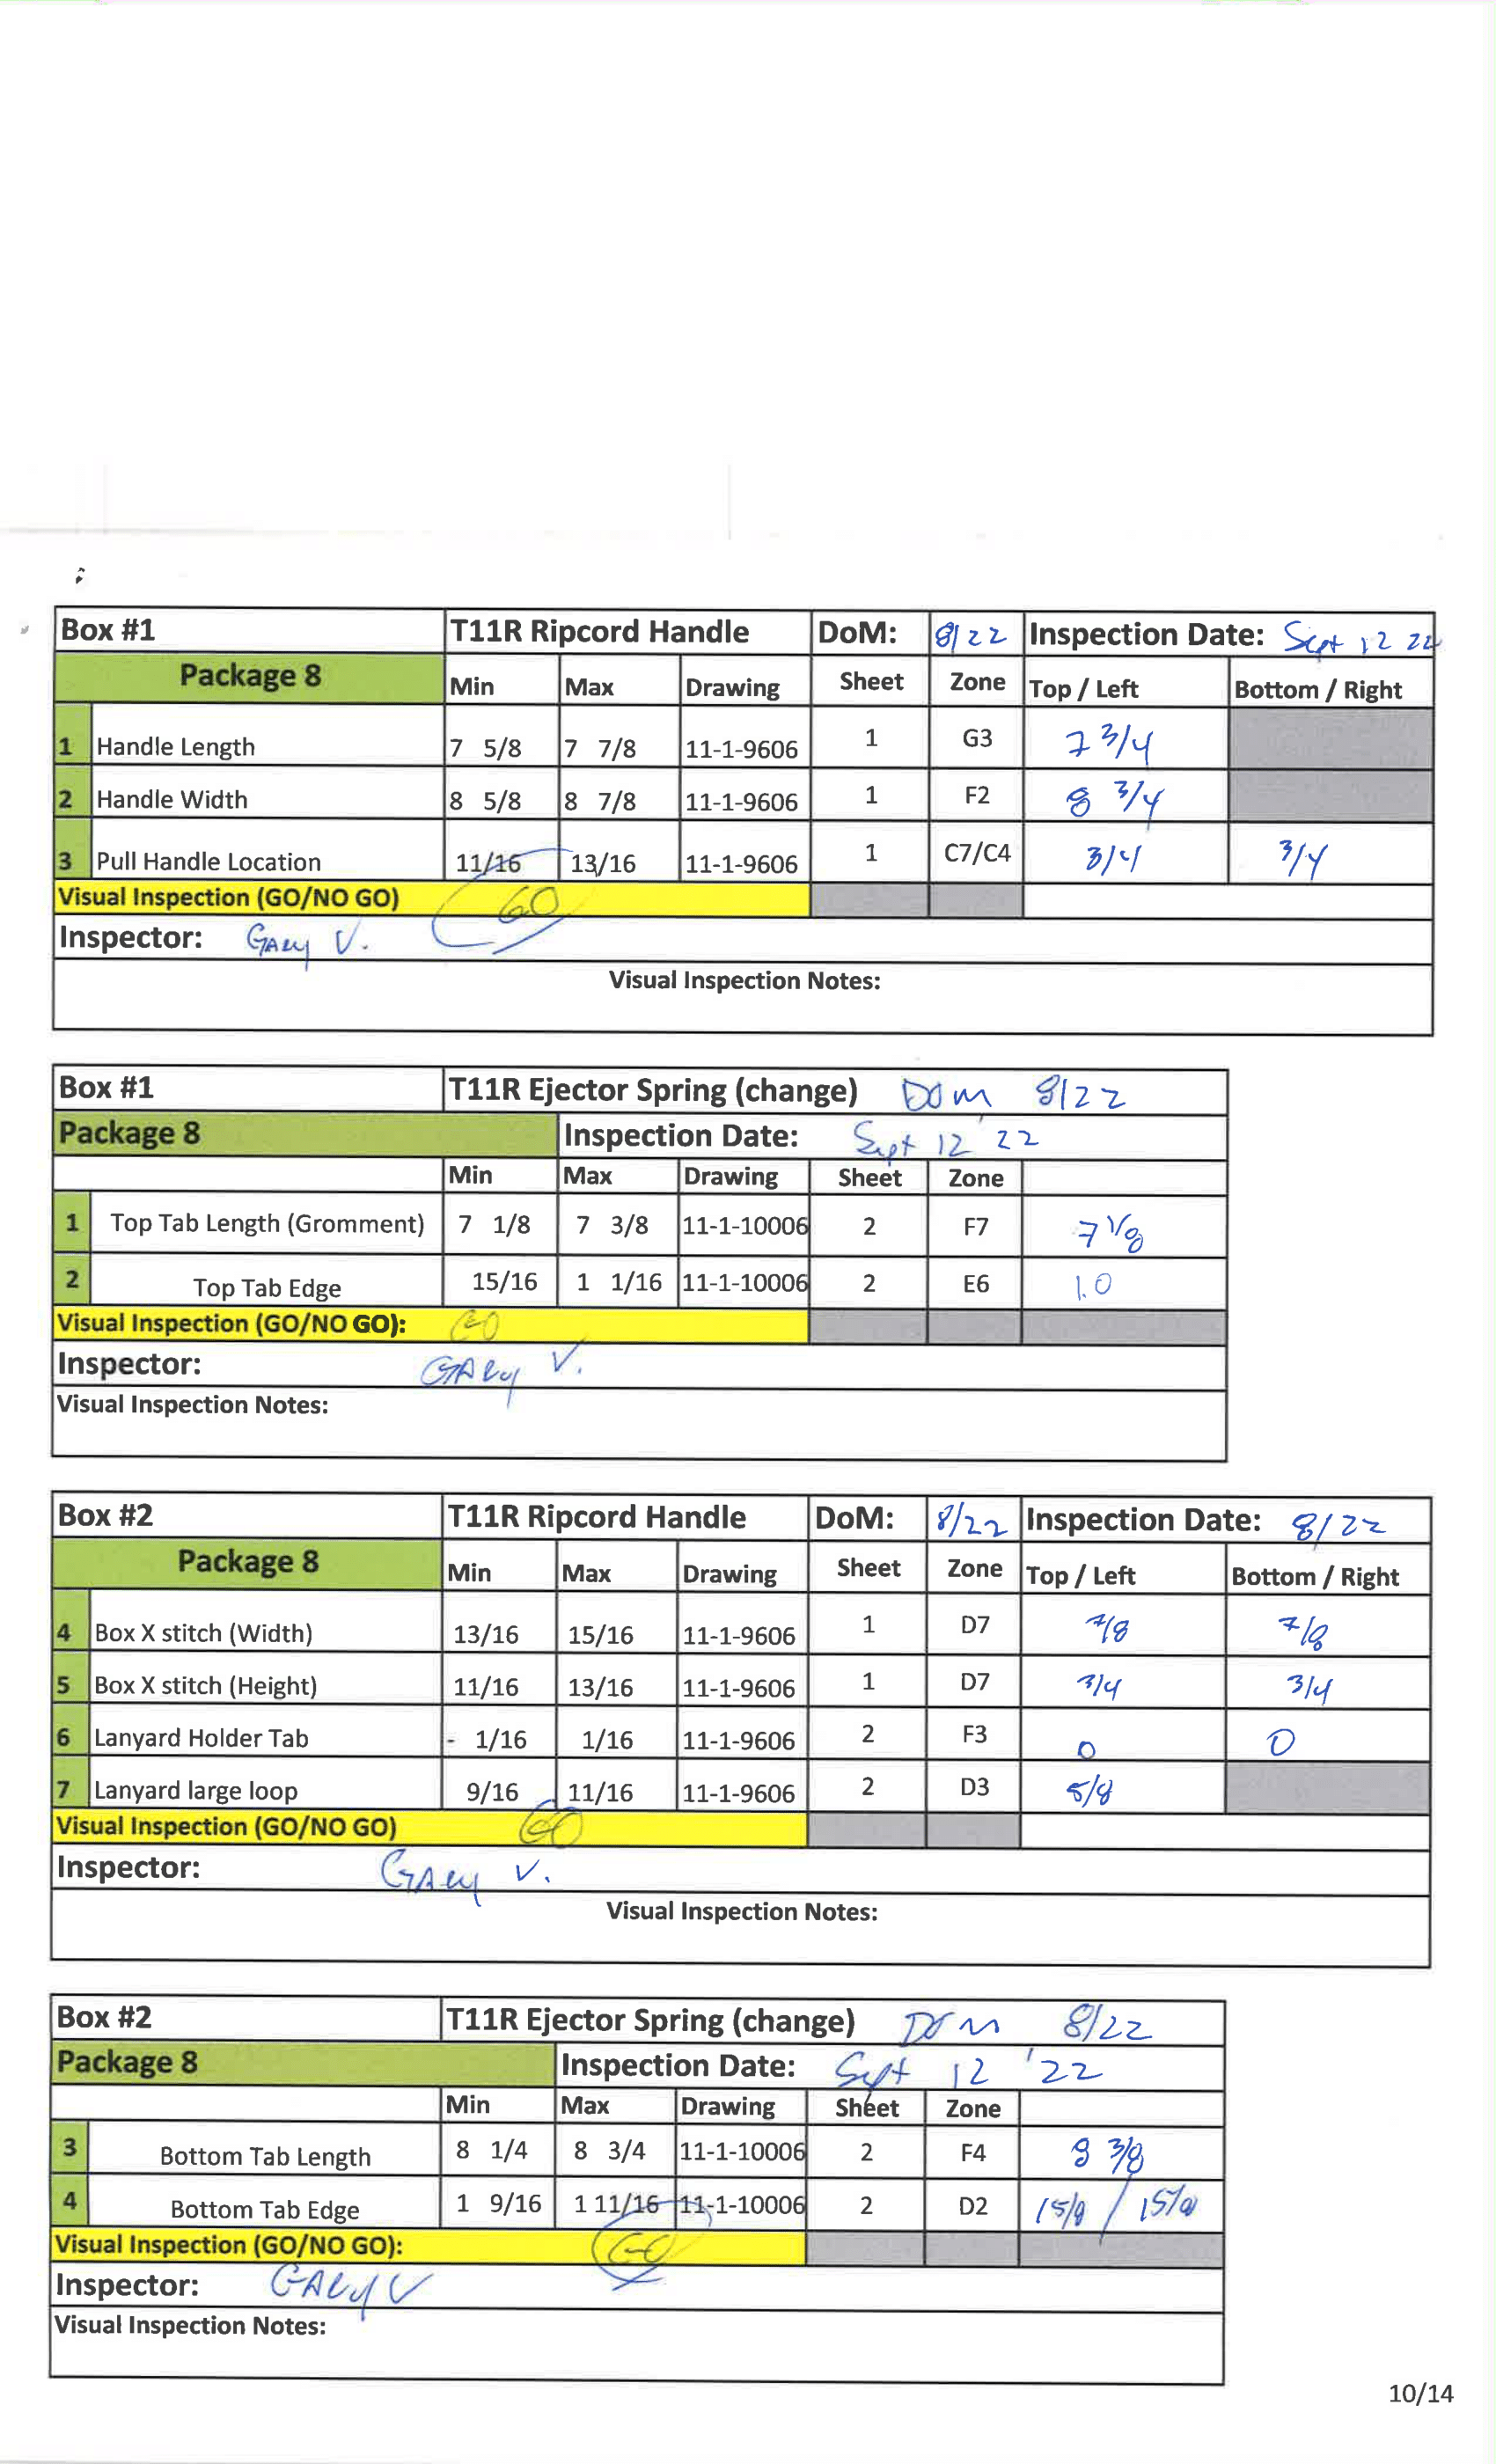 Box #1 T11R Ripcord Handle DoM: 8/22 Inspection Date: Sept 12 22
Package 8 Min Max Drawing Sheet Zone Top / Left Bottom / Right
1 Handle Length 7 5/8 7 7/8 11-1-9606 1 G3 7 3/4
2 Handle Width 8 5/8 8 7/8 11-1-9606 1 F2 8 3/4
3 Pull Handle Location 11/16 13/16 11-1-9606 1 C7/C4 3/4 3/4
Visual Inspection (GO/NO GO) GO
Inspector: GARY V.
Visual Inspection Notes:
Box #1 T11R Ejector Spring (change) DOM 8/22
Package 8 Inspection Date: Sept 12 '22
Min Max Drawing Sheet Zone
1 Top Tab Length (Gromment) 7 1/8 7 3/8 11-1-10006 2 F7 7 1/8
2 Top Tab Edge 15/16 1 1/16 11-1-10006 2 E6 1.0
Visual Inspection (GO/NO GO): GO
Inspector: GARY V.
Visual Inspection Notes:
Box #2 T11R Ripcord Handle DoM: 8/22 Inspection Date: 8/22
Package 8 Min Max Drawing Sheet Zone Top / Left Bottom / Right
4 Box X stitch (Width) 13/16 15/16 11-1-9606 1 D7 7/8 7/8
5 Box X stitch (Height) 11/16 13/16 11-1-9606 1 D7 3/4 3/4
6 Lanyard Holder Tab - 1/16 1/16 11-1-9606 2 F3 0 0
7 Lanyard large loop 9/16 11/16 11-1-9606 2 D3 5/8
Visual Inspection (GO/NO GO) GO
Inspector: GARY V.
Visual Inspection Notes:
Box #2 T11R Ejector Spring (change) DOM 8/22
Package 8 Inspection Date: Sept 12 '22
Min Max Drawing Sheet Zone
3 Bottom Tab Length 8 1/4 8 3/4 11-1-10006 2 F4 8 3/8
4 Bottom Tab Edge 1 9/16 1 11/16 11-1-10006 2 D2 1 5/8 / 1 5/8
Visual Inspection (GO/NO GO): GO
Inspector: GARY V
Visual Inspection Notes:
10/14